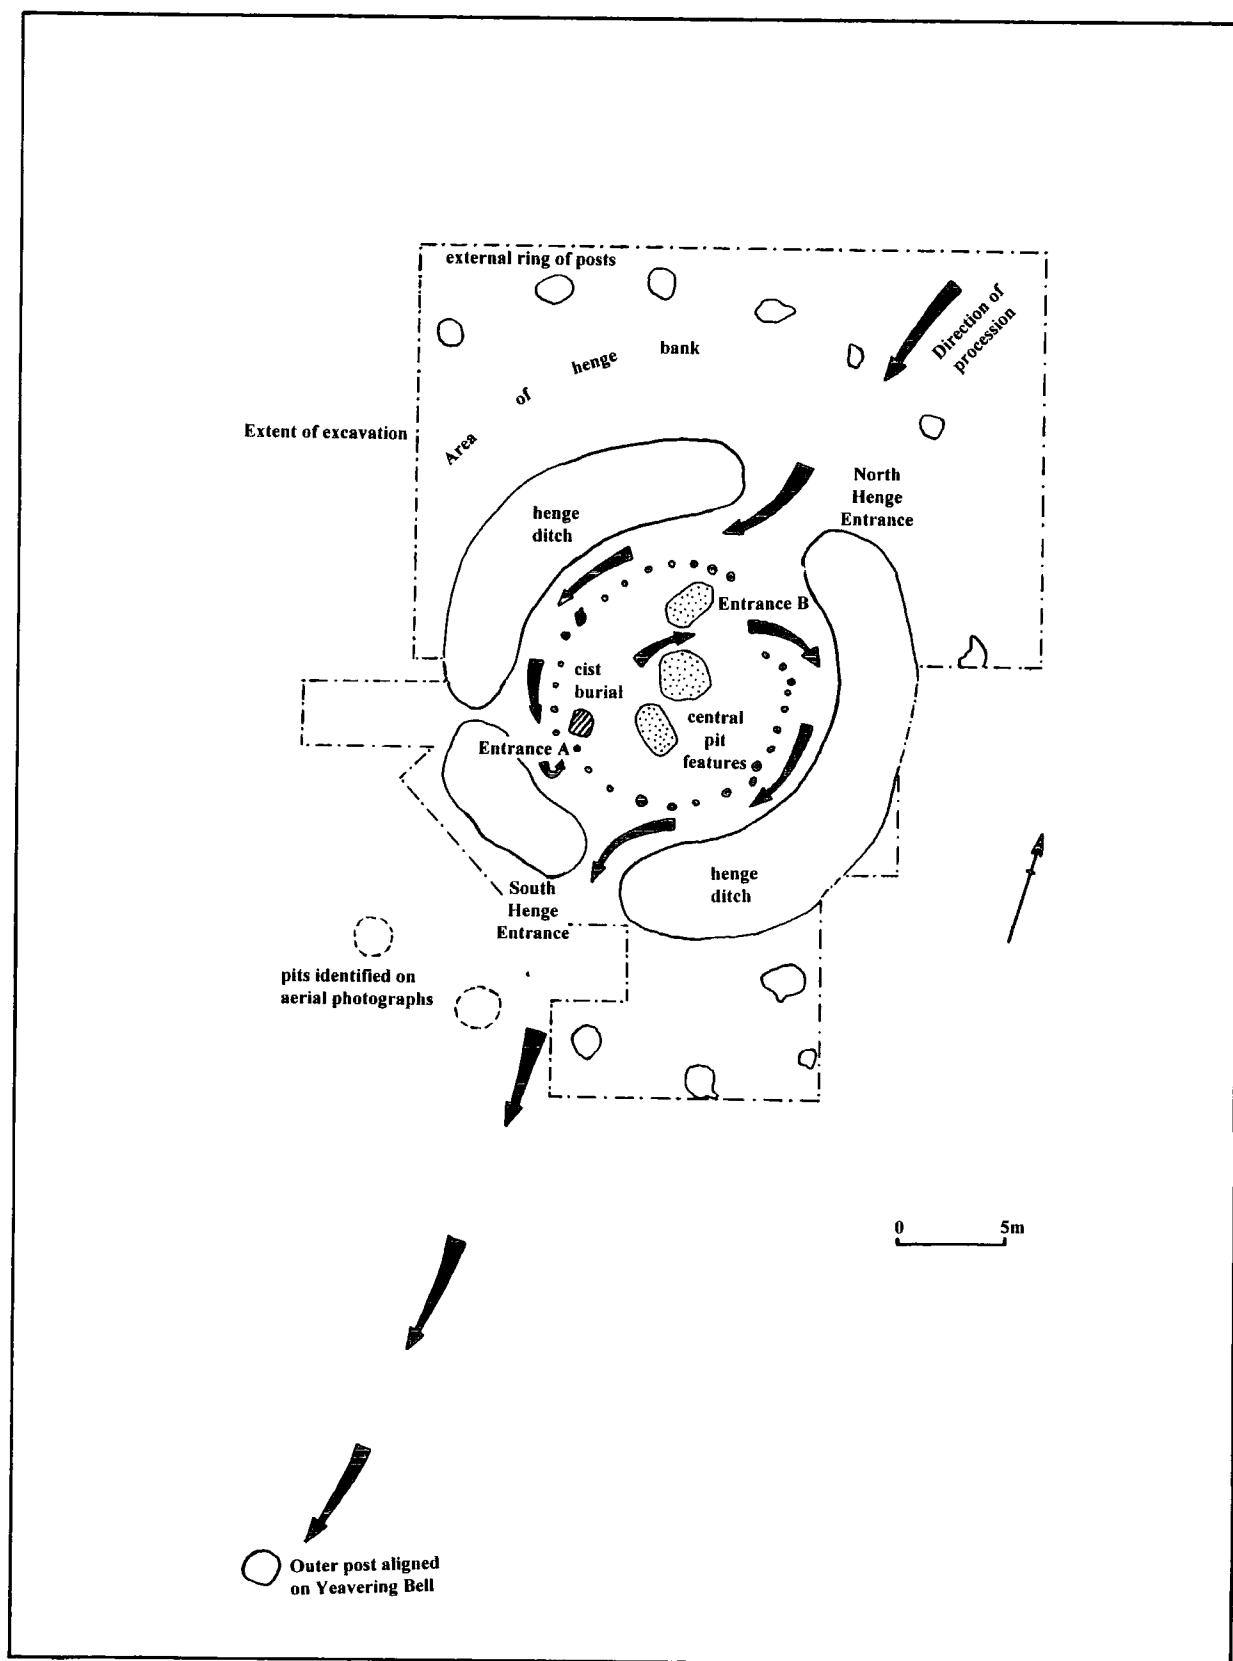 external ring of posts
Direction of
procession
Area of henge bank
Extent of excavation
North
Henge
Entrance
henge
ditch
Entrance B
cist
burial
central
pit
features
Entrance A
henge
ditch
South
Henge
Entrance
pits identified on
aerial photographs
0 5m
Outer post aligned
on Yeavering Bell